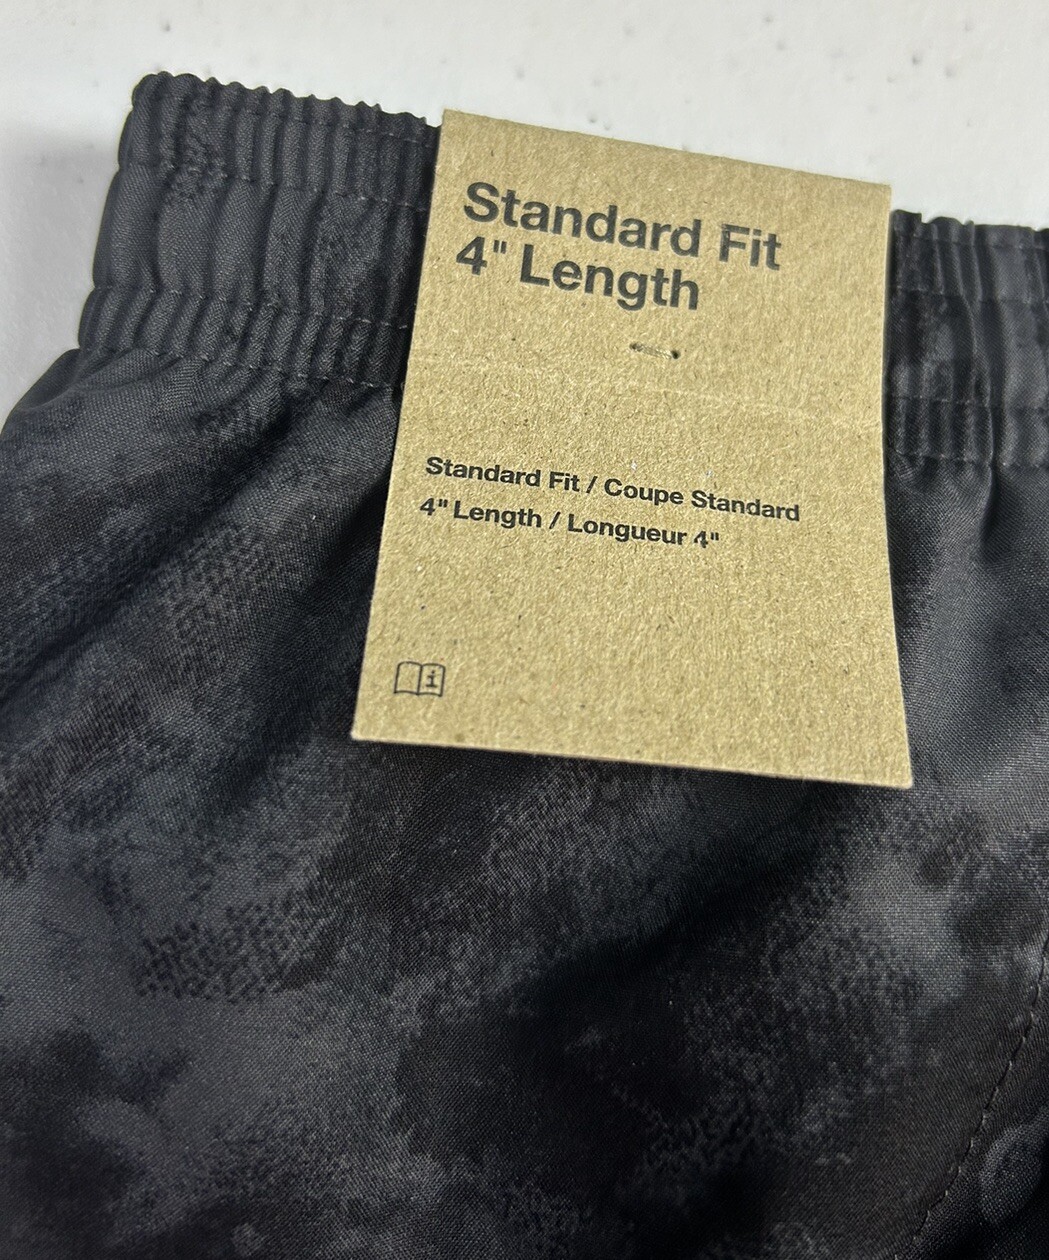 Standard Fit
4" Length
Standard Fit / Coupe Standard
4" Length / Longueur 4"
i